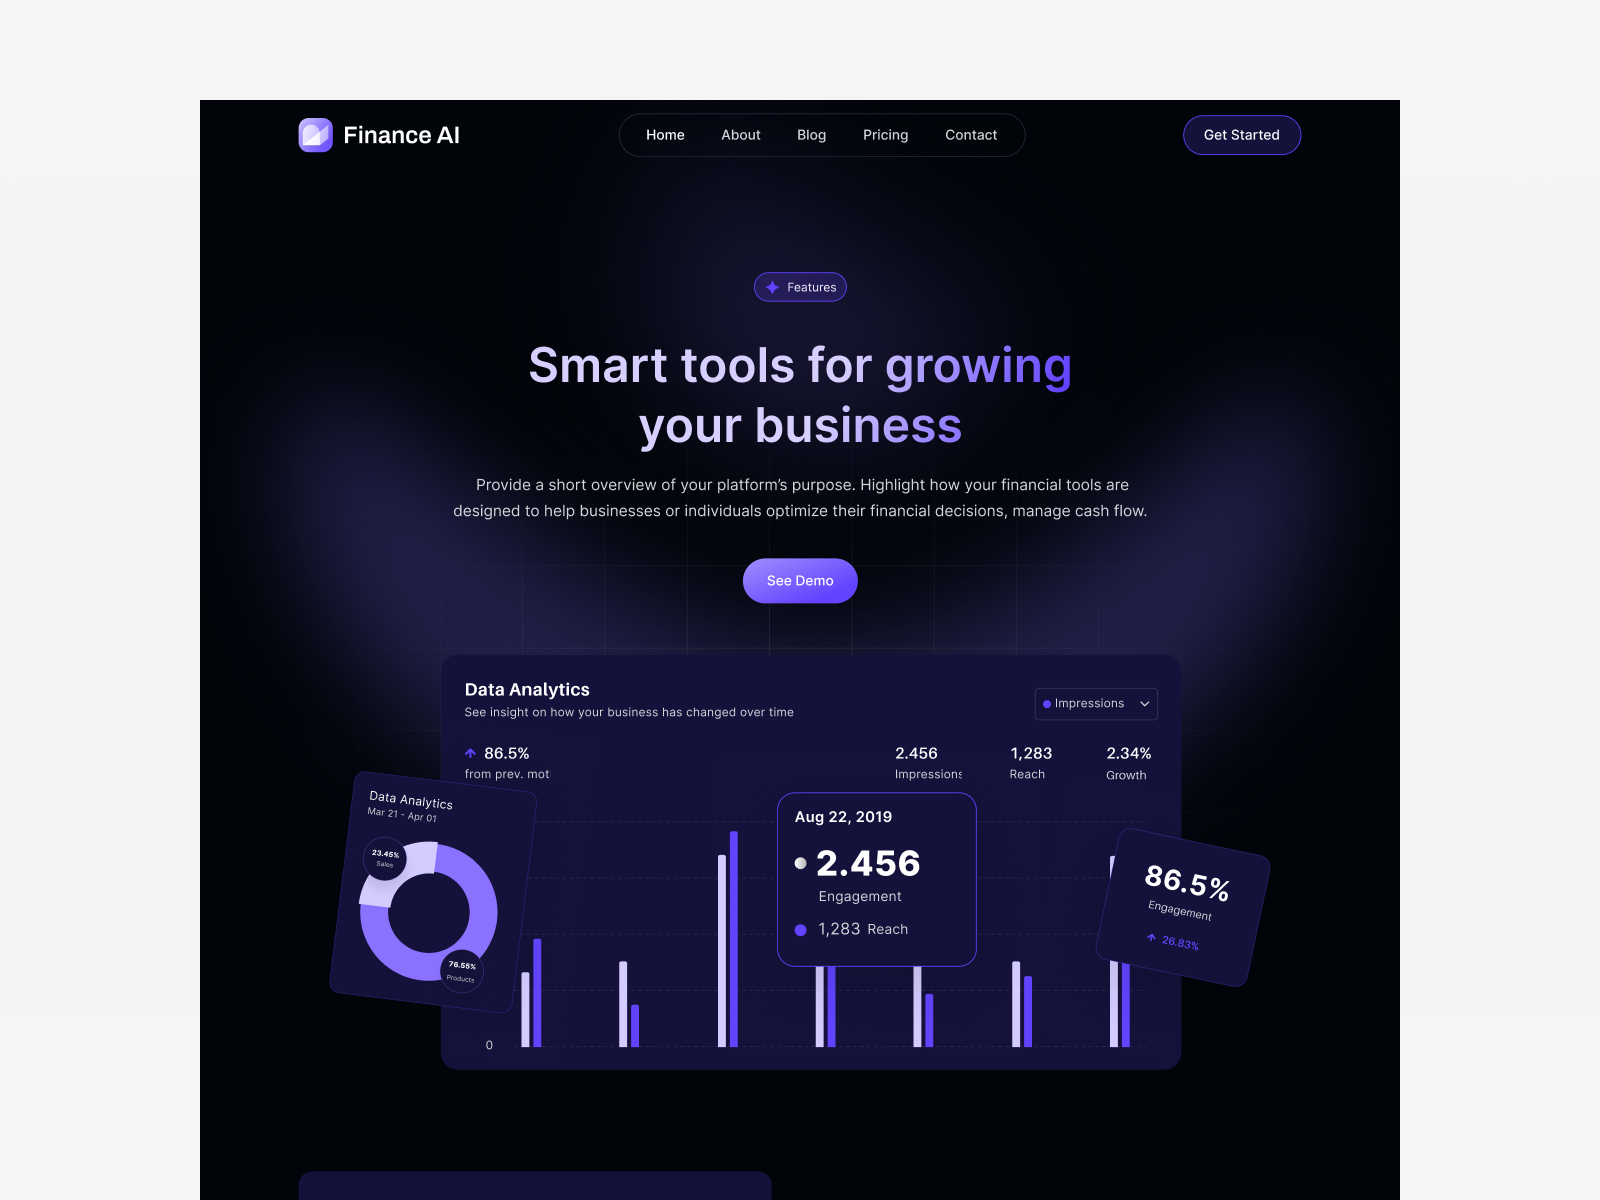 Finance AI
Home About Blog Pricing Contact
Get Started
Features
Smart tools for growing
your business
Provide a short overview of your platform's purpose. Highlight how your financial tools are
designed to help businesses or individuals optimize their financial decisions, manage cash flow.
See Demo
Data Analytics
See insight on how your business has changed over time
Impressions
86.5%
from prev. mot
2.456
Impressions
1,283
Reach
2.34%
Growth
Data Analytics
Mar 21 - Apr 01
23.45%
Sales
76.55%
Products
Aug 22, 2019
2.456
Engagement
1,283 Reach
86.5%
Engagement
26.83%
0